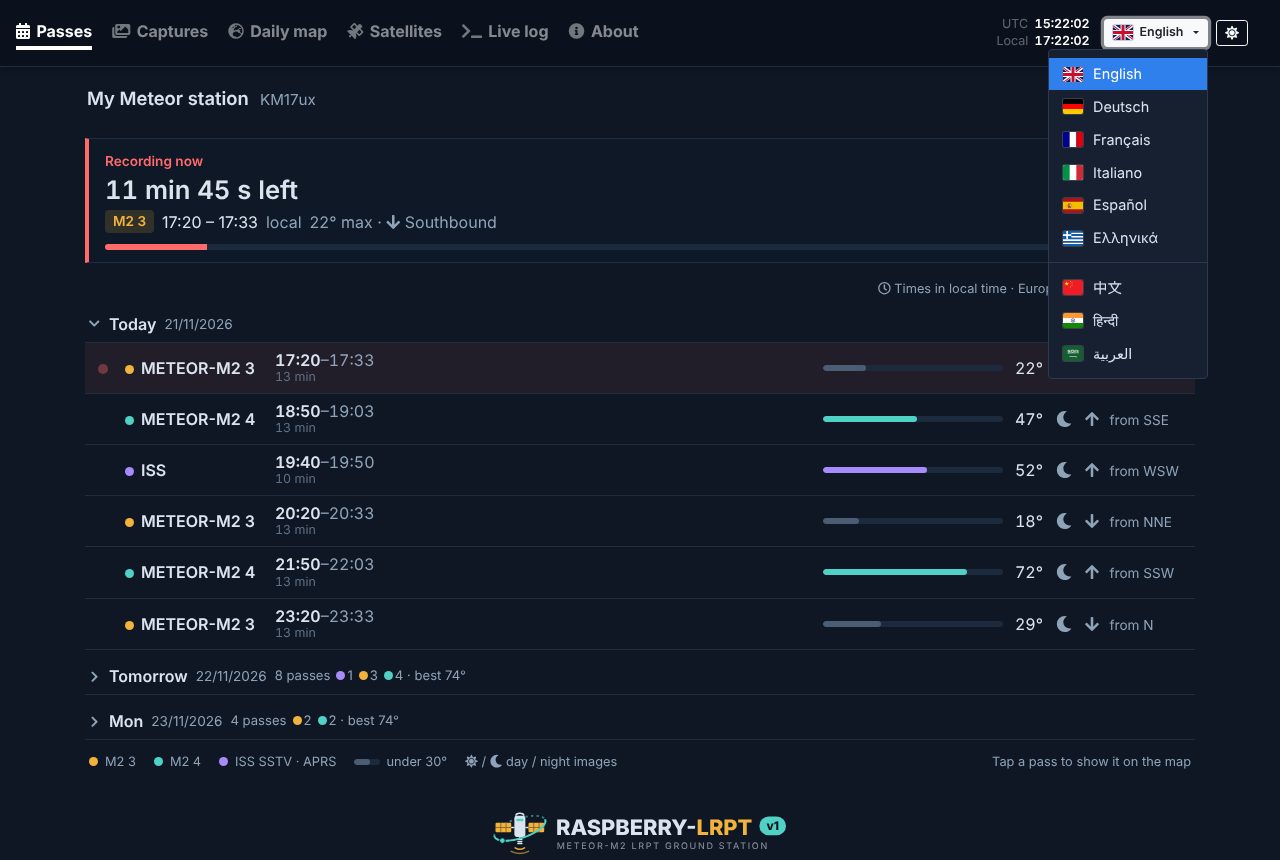 Passes Captures Daily map Satellites Live log About
UTC 15:22:02
Local 17:22:02
English
English
Deutsch
Français
Italiano
Español
Ελληνικά
中文
हिन्दी
العربية
My Meteor station KM17ux
Recording now
11 min 45 s left
M2 3 17:20 – 17:33 local 22° max · Southbound
Times in local time ·
Today 21/11/2026
METEOR-M2 3 17:20–17:33 22°
13 min
METEOR-M2 4 18:50–19:03 47° from SSE
13 min
ISS 19:40–19:50 52° from WSW
10 min
METEOR-M2 3 20:20–20:33 18° from NNE
13 min
METEOR-M2 4 21:50–22:03 72° from SSW
13 min
METEOR-M2 3 23:20–23:33 29° from N
13 min
Tomorrow 22/11/2026 8 passes 1 3 4 · best 74°
Mon 23/11/2026 4 passes 2 2 · best 74°
M2 3 M2 4 ISS SSTV · APRS under 30° / day / night images Tap a pass to show it on the map
RASPBERRY-LRPT v1
METEOR-M2 LRPT GROUND STATION